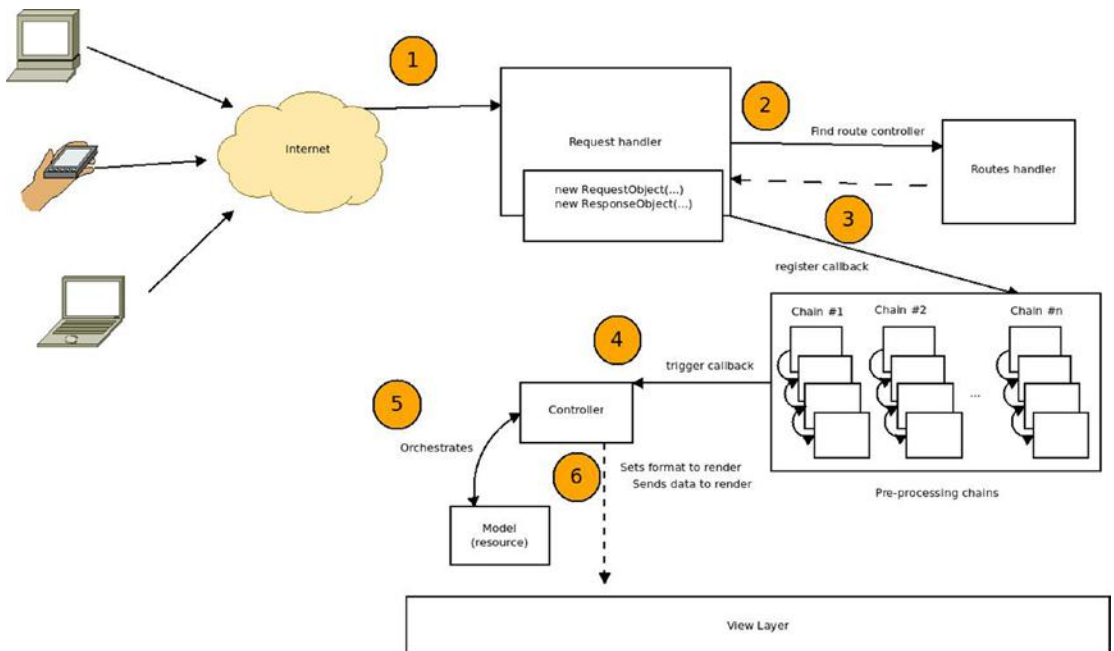 1
2
Find route controller
Internet
Request handler
Routes handler
new RequestObject(...)
new ResponseObject(...)
3
register callback
Chain #1
Chain #2
Chain #n
4
trigger callback
...
5
Controller
Orchestrates
6
Sets format to render
Sends data to render
Pre-processing chains
Model
(resource)
View Layer